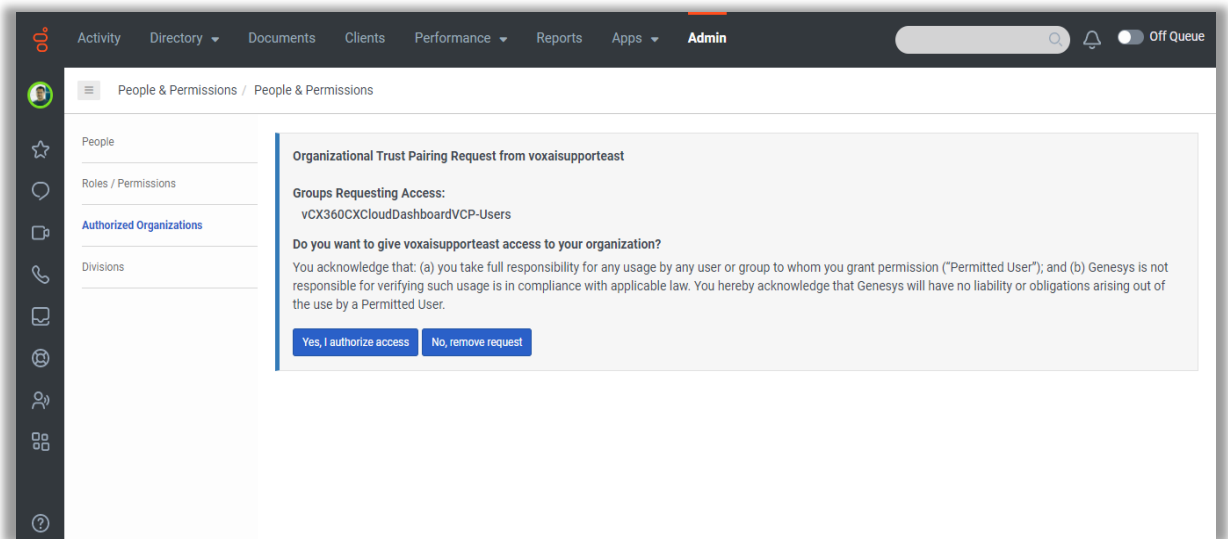 Activity Directory Documents Clients Performance Reports Apps Admin Off Queue
People & Permissions / People & Permissions
People
Roles / Permissions
Authorized Organizations
Divisions
Organizational Trust Pairing Request from voxaisupporteast
Groups Requesting Access:
vCX360CXCloudDashboardVCP-Users
Do you want to give voxaisupporteast access to your organization?
You acknowledge that: (a) you take full responsibility for any usage by any user or group to whom you grant permission ("Permitted User"); and (b) Genesys is not
responsible for verifying such usage is in compliance with applicable law. You hereby acknowledge that Genesys will have no liability or obligations arising out of
the use by a Permitted User.
Yes, I authorize access No, remove request